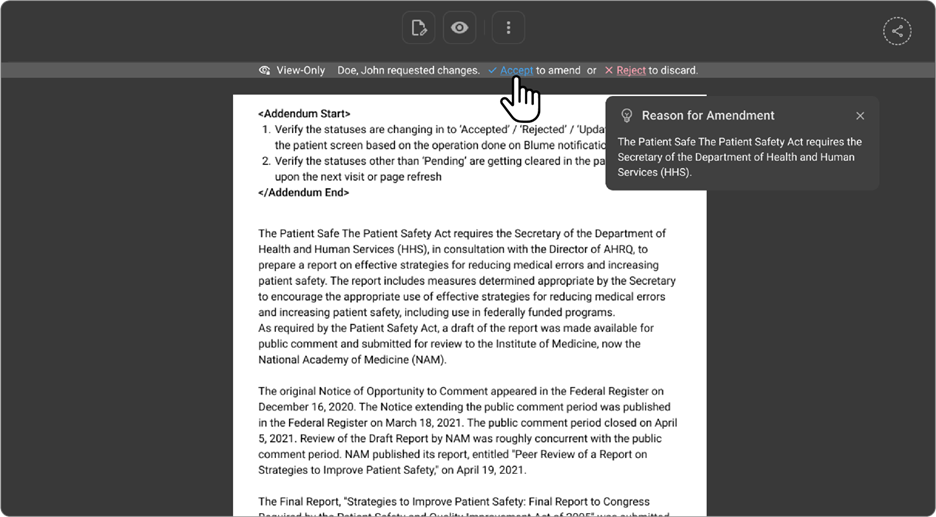 View-Only Doe, John requested changes. Accept to amend or Reject to discard.
<Addendum Start>
1. Verify the statuses are changing in to 'Accepted' / 'Rejected' /
the patient screen based on the operation done on Blume
2. Verify the statuses other than 'Pending' are getting cleared in the
upon the next visit or page refresh
</Addendum End>
Reason for Amendment
The Patient Safe The Patient Safety Act requires the
Secretary of the Department of Health and Human
Services (HHS).
The Patient Safe The Patient Safety Act requires the Secretary of the Department of
Health and Human Services (HHS), in consultation with the Director of AHRQ, to
prepare a report on effective strategies for reducing medical errors and increasing
patient safety. The report includes measures determined appropriate by the Secretary
to encourage the appropriate use of effective strategies for reducing medical errors
and increasing patient safety, including use in federally funded programs.
As required by the Patient Safety Act, a draft of the report was made available for
public comment and submitted for review to the Institute of Medicine, now the
National Academy of Medicine (NAM).
The original Notice of Opportunity to Comment appeared in the Federal Register on
December 16, 2020. The Notice extending the public comment period was published
in the Federal Register on March 18, 2021. The public comment period closed on April
5, 2021. Review of the Draft Report by NAM was roughly concurrent with the public
comment period. NAM published its report, entitled "Peer Review of a Report on
Strategies to Improve Patient Safety," on April 19, 2021.
The Final Report, "Strategies to Improve Patient Safety: Final Report to Congress
Required by the Patient Safety and Quality Improvement Act of 2005" was submitted